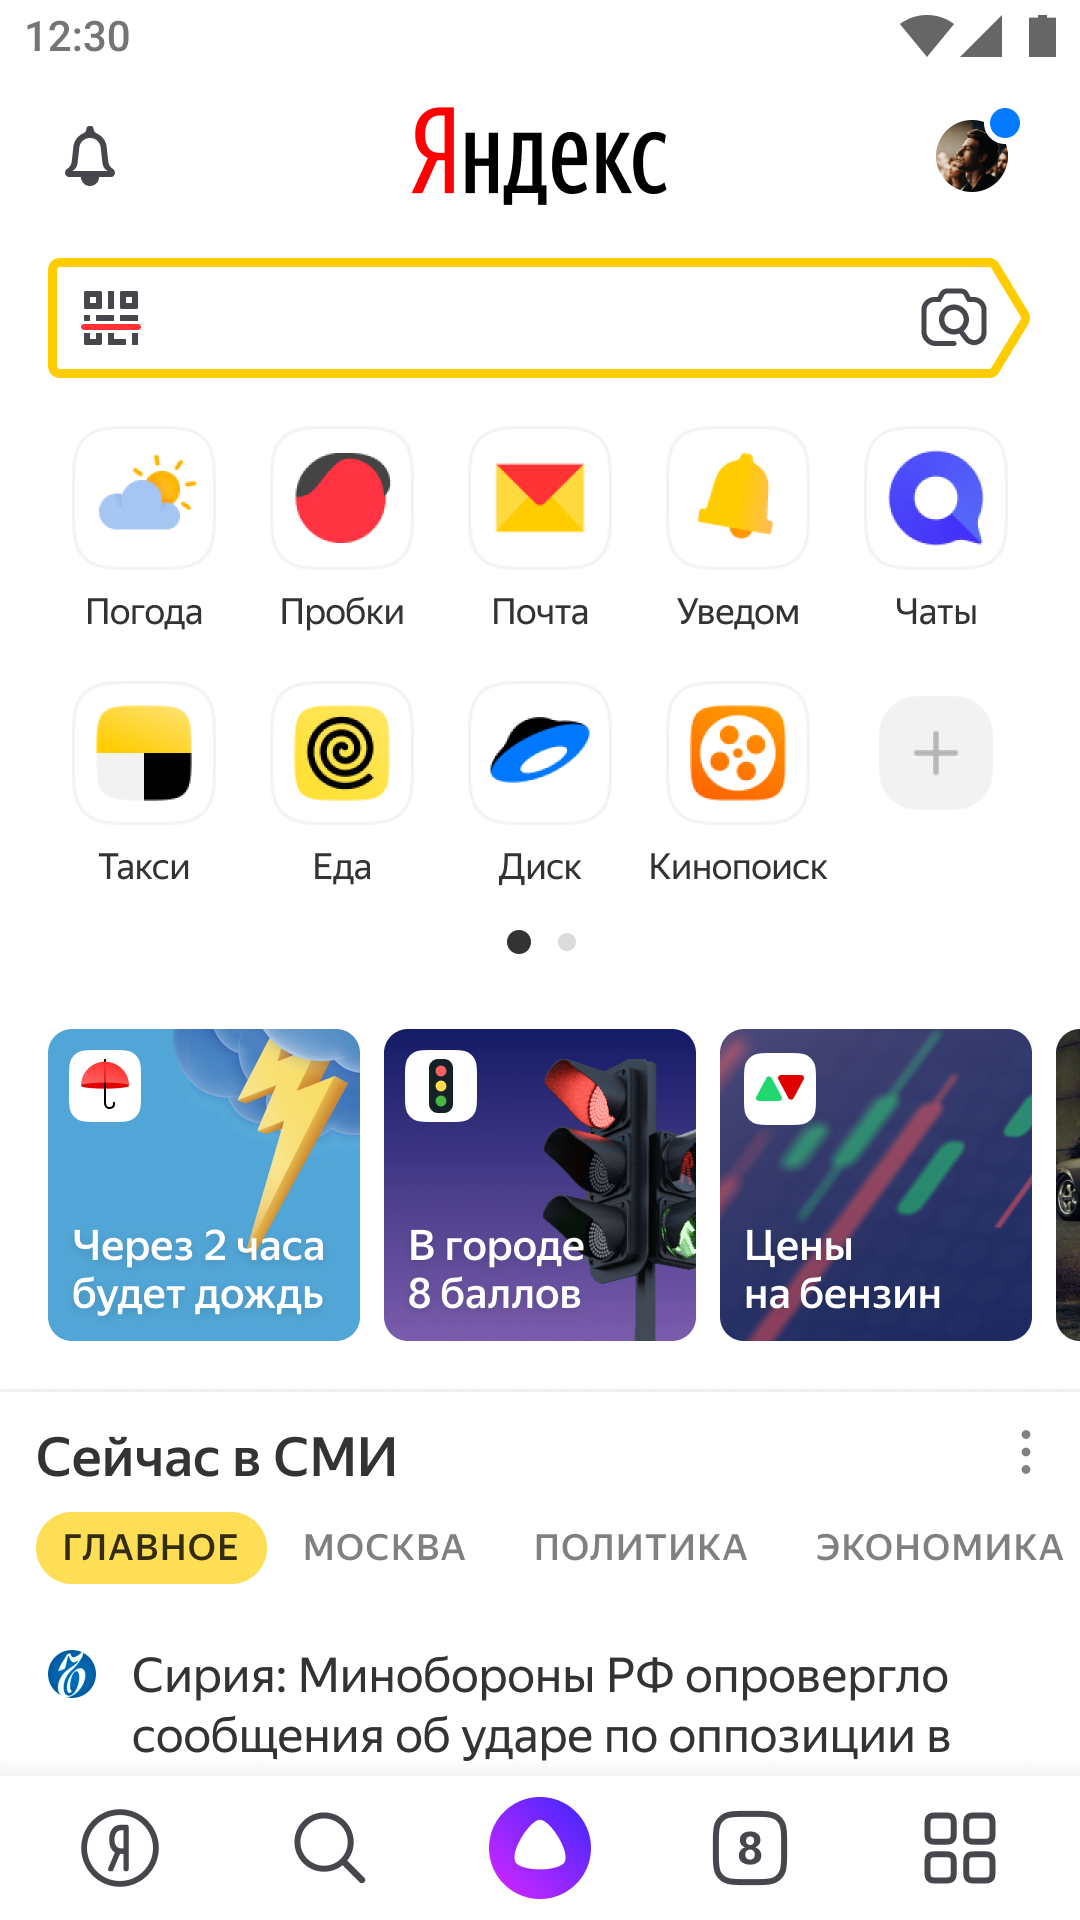 12:30
Яндекс
Погода
Пробки
Почта
Уведом
Чаты
Такси
Еда
Диск
Кинопоиск
Через 2 часа
будет дождь
В городе
8 баллов
Цены
на бензин
Сейчас в СМИ
ГЛАВНОЕ
МОСКВА
ПОЛИТИКА
ЭКОНОМИКА
Ъ
Сирия: Минобороны РФ опровергло
сообщения об ударе по оппозиции в
Я
8